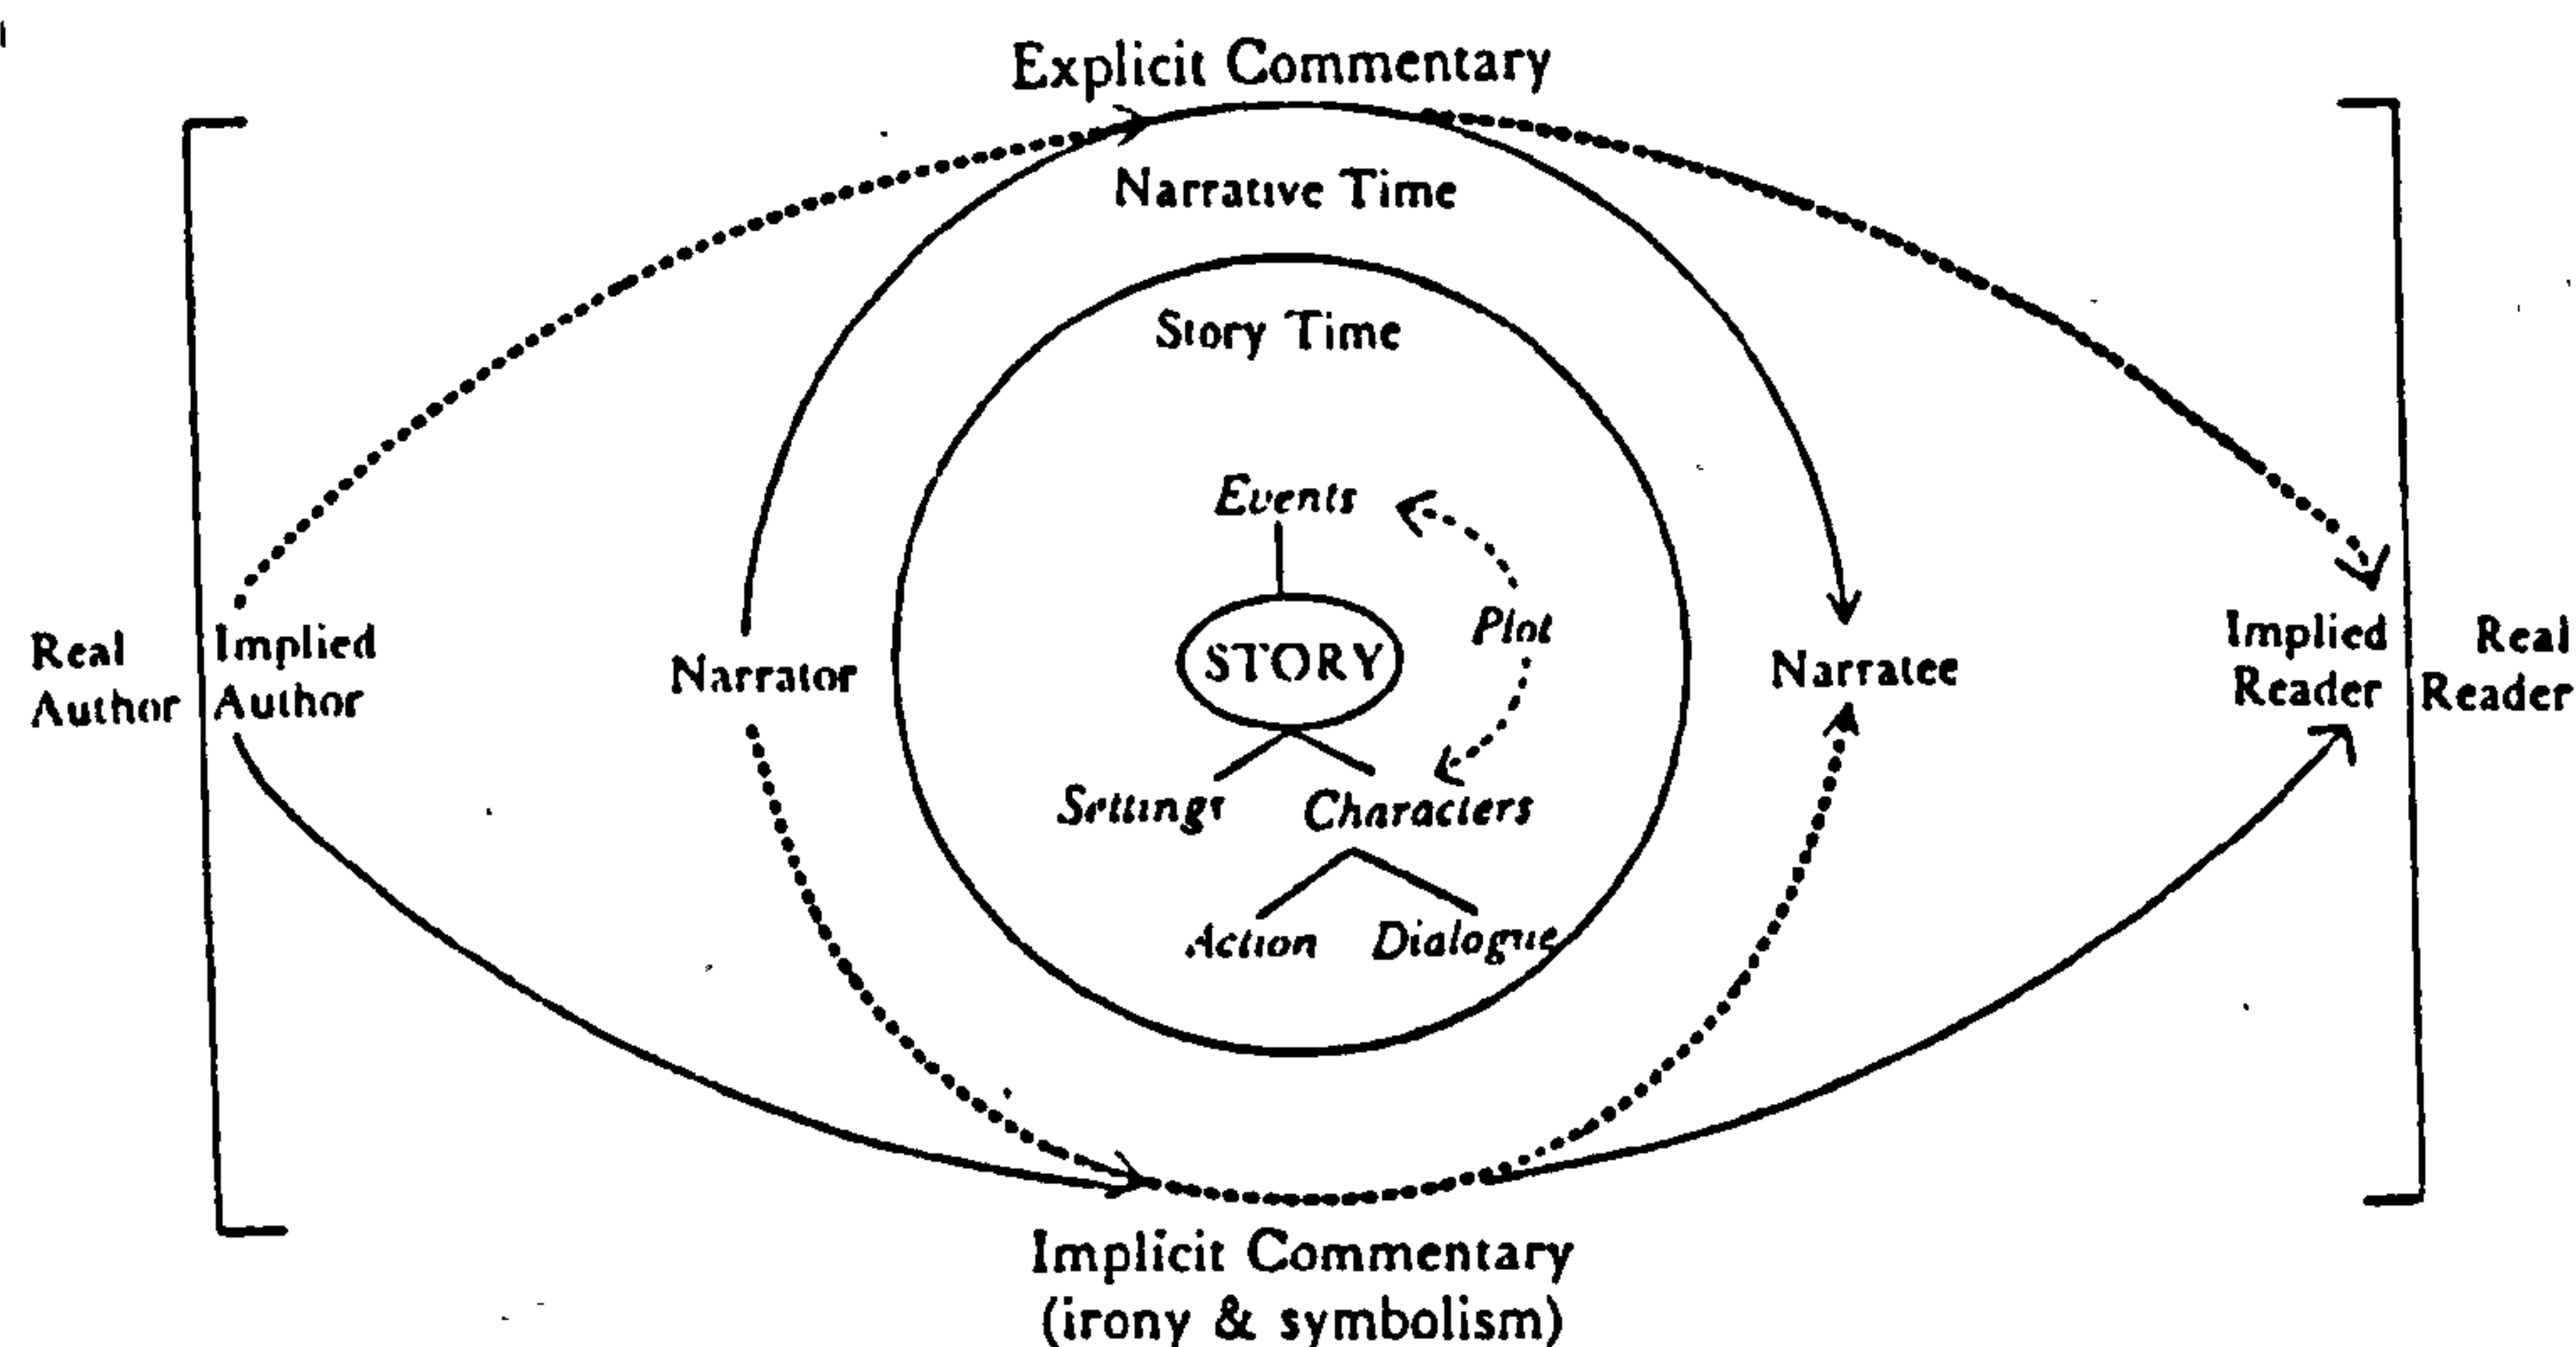 Explicit Commentary
Narrative Time
Story Time
Events
Plot
STORY
Real
Author
Implied
Author
Narrator
Narratee
Implied
Reader
Real
Reader
Settings
Characters
Action
Dialogue
Implicit Commentary
(irony & symbolism)